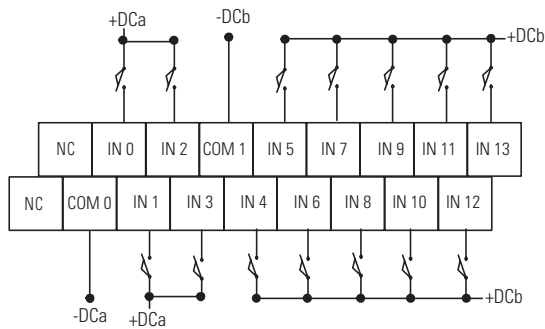 +DCa -DCb +DCb
NC IN 0 IN 2 COM 1 IN 5 IN 7 IN 9 IN 11 IN 13
NC COM 0 IN 1 IN 3 IN 4 IN 6 IN 8 IN 10 IN 12
-DCa +DCa +DCb